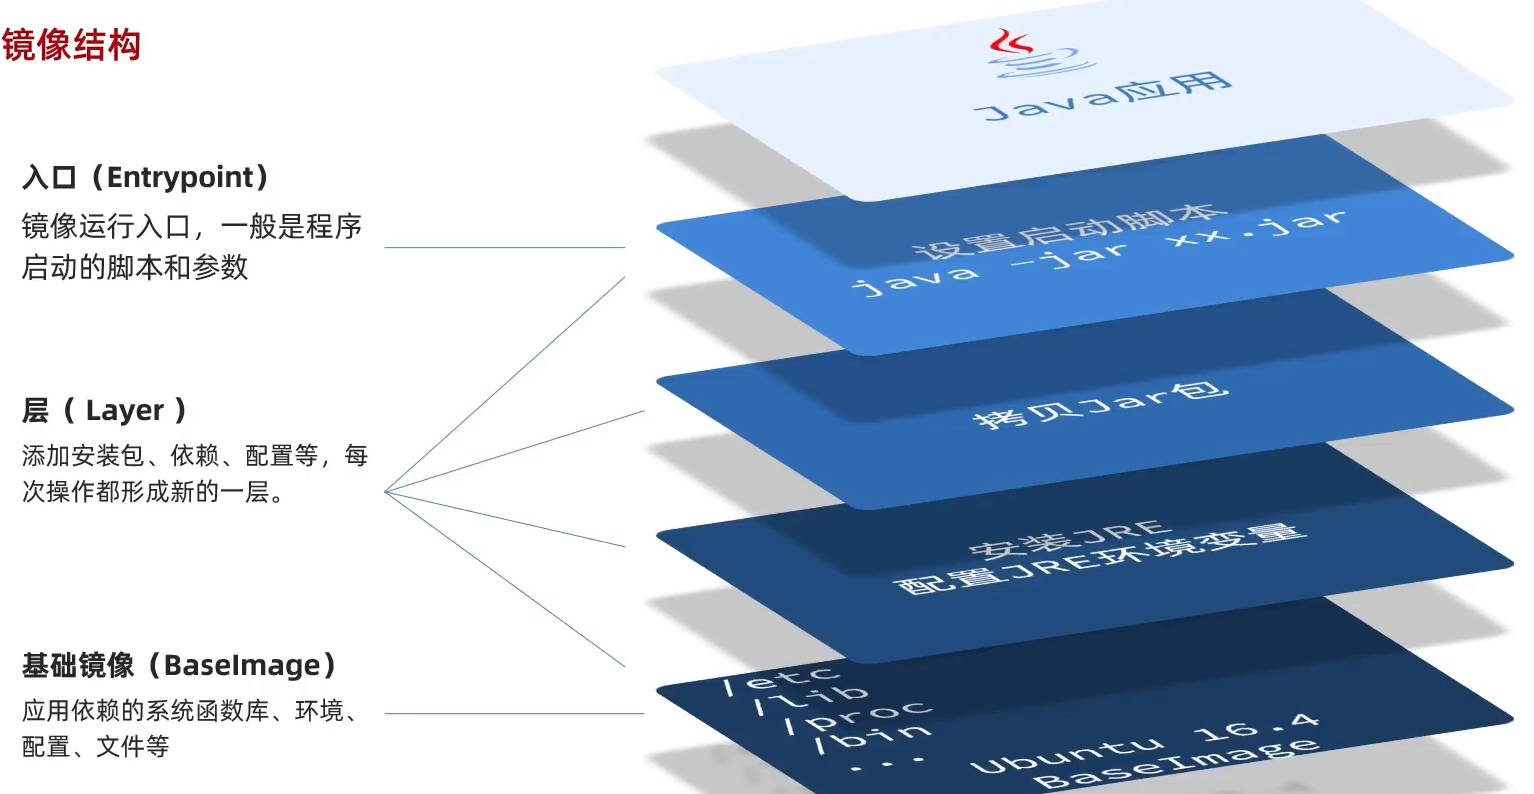 镜像结构
入口（Entrypoint）
镜像运行入口，一般是程序
启动的脚本和参数
层（ Layer ）
添加安装包、依赖、配置等，每
次操作都形成新的一层。
基础镜像（BaseImage）
应用依赖的系统函数库、环境、
配置、文件等
Java应用
设置启动脚本
java -jar xx.jar
拷贝Jar包
安装JRE
配置JRE环境变量
/etc
/lib
/proc
/bin
...
Ubuntu 16.4
BaseImage